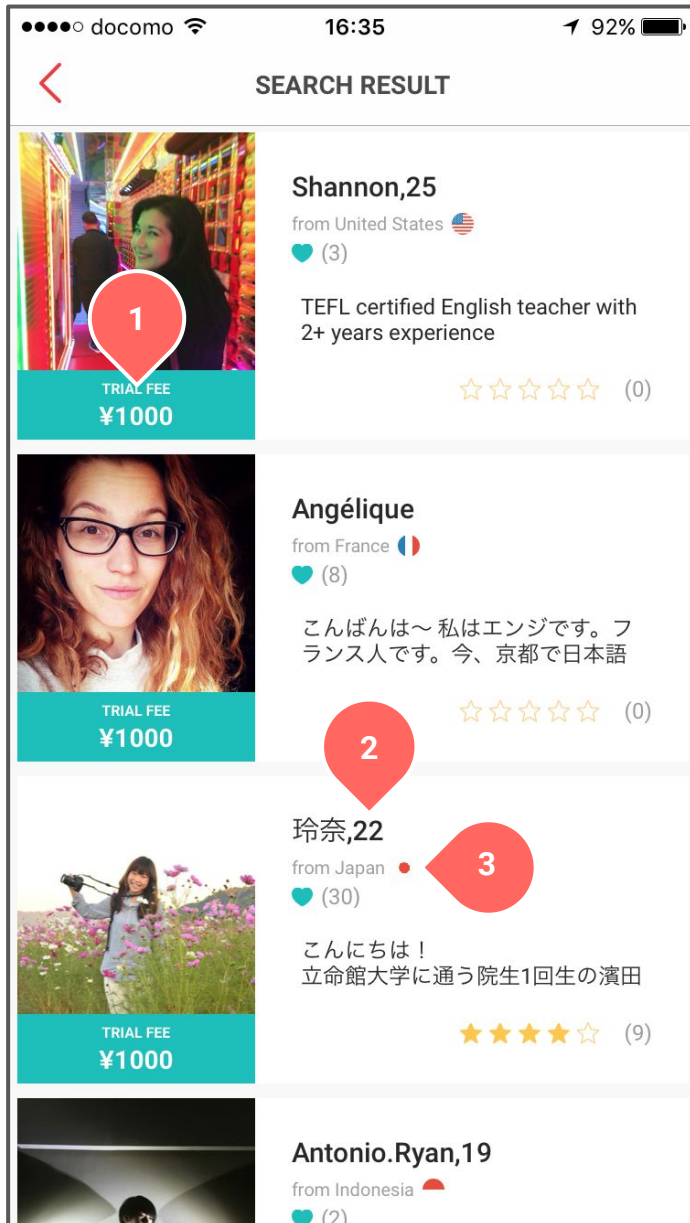 docomo 16:35 92%
SEARCH RESULT
Shannon,25
from United States
(3)
TEFL certified English teacher with
2+ years experience
(0)
1
TRIAL FEE
¥1000
Angélique
from France
(8)
こんばんは〜 私はエンジです。フ
ランス人です。今、京都で日本語
(0)
TRIAL FEE
¥1000
2
玲奈,22
from Japan
3
(30)
こんにちは！
立命館大学に通う院生1回生の濱田
(9)
TRIAL FEE
¥1000
Antonio.Ryan,19
from Indonesia
(2)